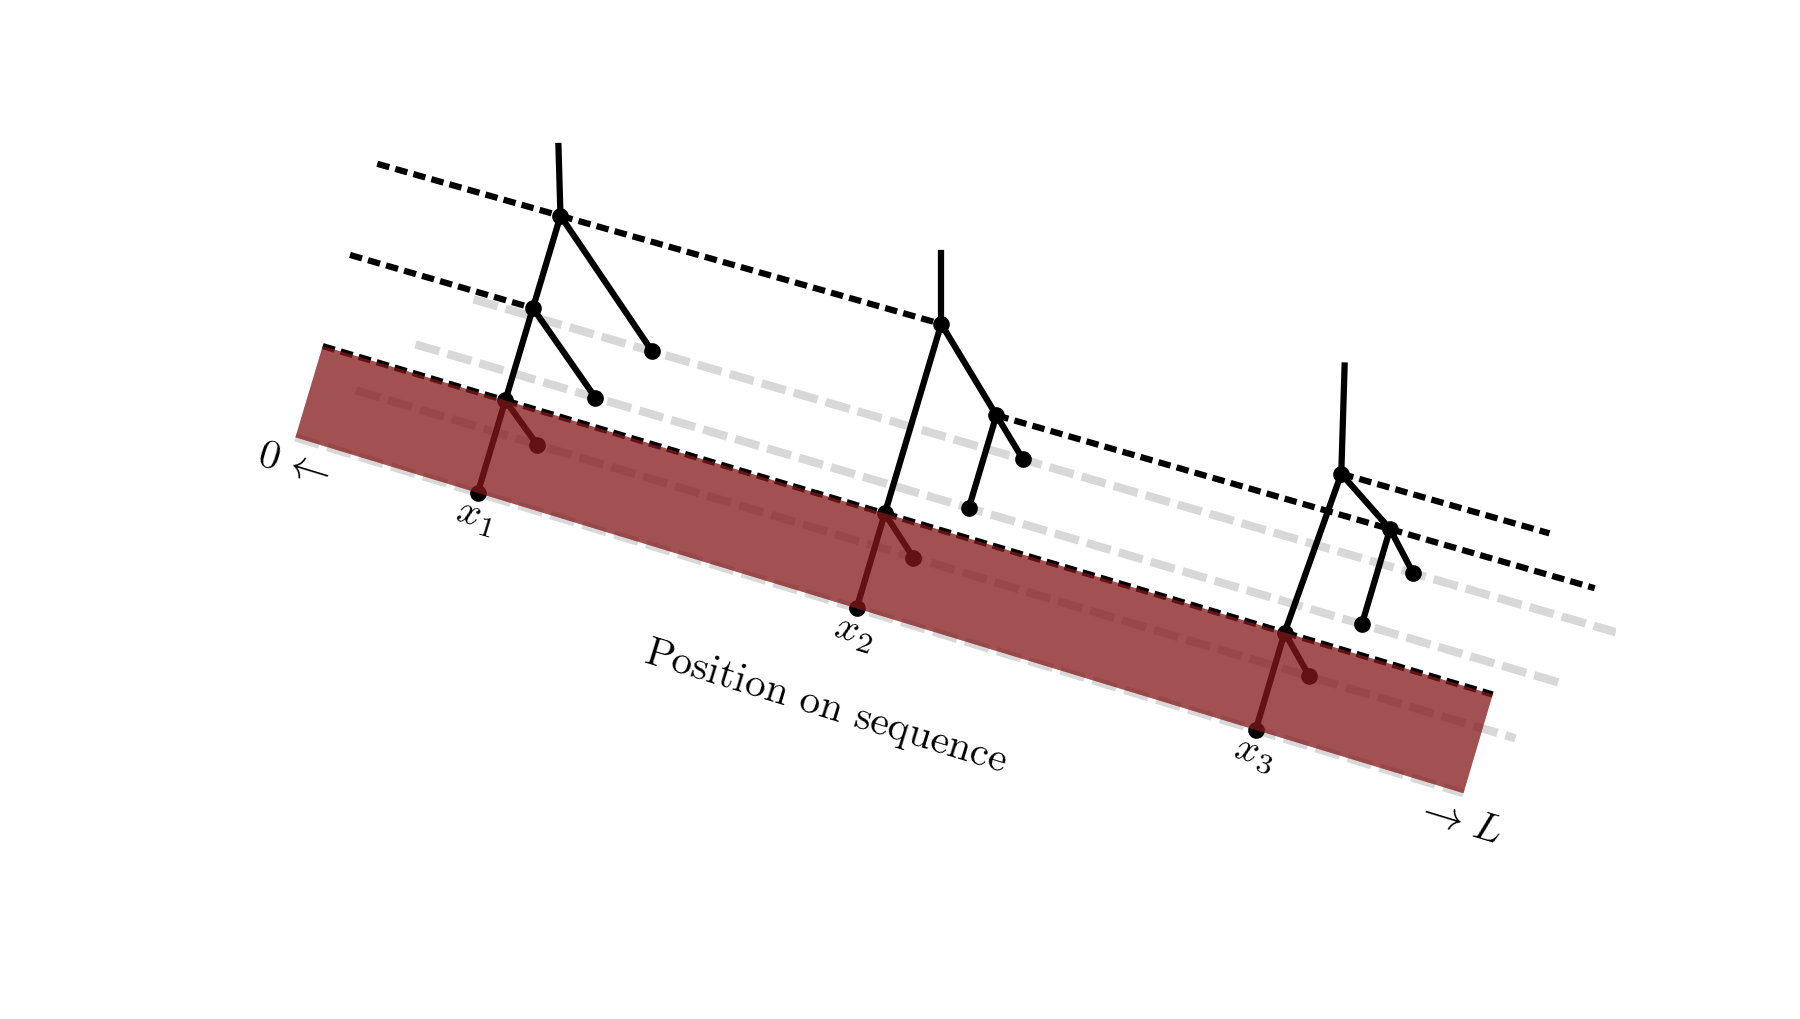 0 ←
x₁
x₂
x₃
Position on sequence
→ L